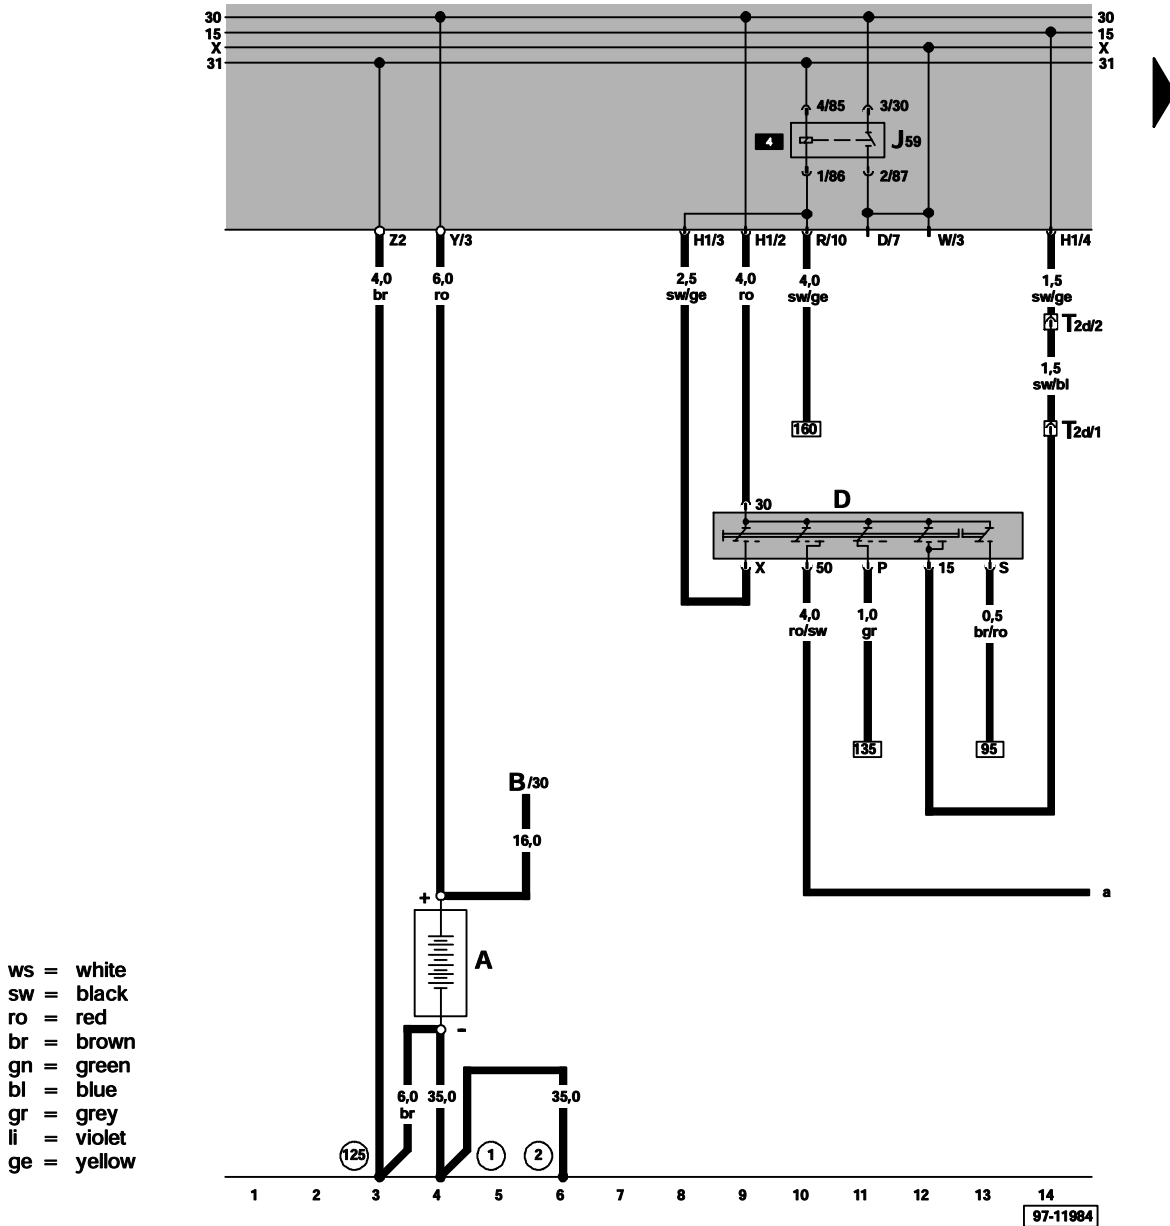 30 30
15 15
X X
31 31
4/85 3/30
4 J59
1/86 2/87
Z2 Y/3 H1/3 H1/2 R/10 D/7 W/3 H1/4
4,0 6,0 2,5 4,0 4,0 1,5
br ro sw/ge ro sw/ge sw/ge
T2d/2
1,5
sw/bl
160 T2d/1
30 D
X 50 P 15 S
4,0 1,0 0,5
ro/sw gr br/ro
135 95
B/30
16,0
+ a
A
ws = white
sw = black
ro = red
br = brown
gn = green
bl = blue
gr = grey
li = violet
ge = yellow
-
6,0 35,0 35,0
br
125 1 2
1 2 3 4 5 6 7 8 9 10 11 12 13 14
97-11984